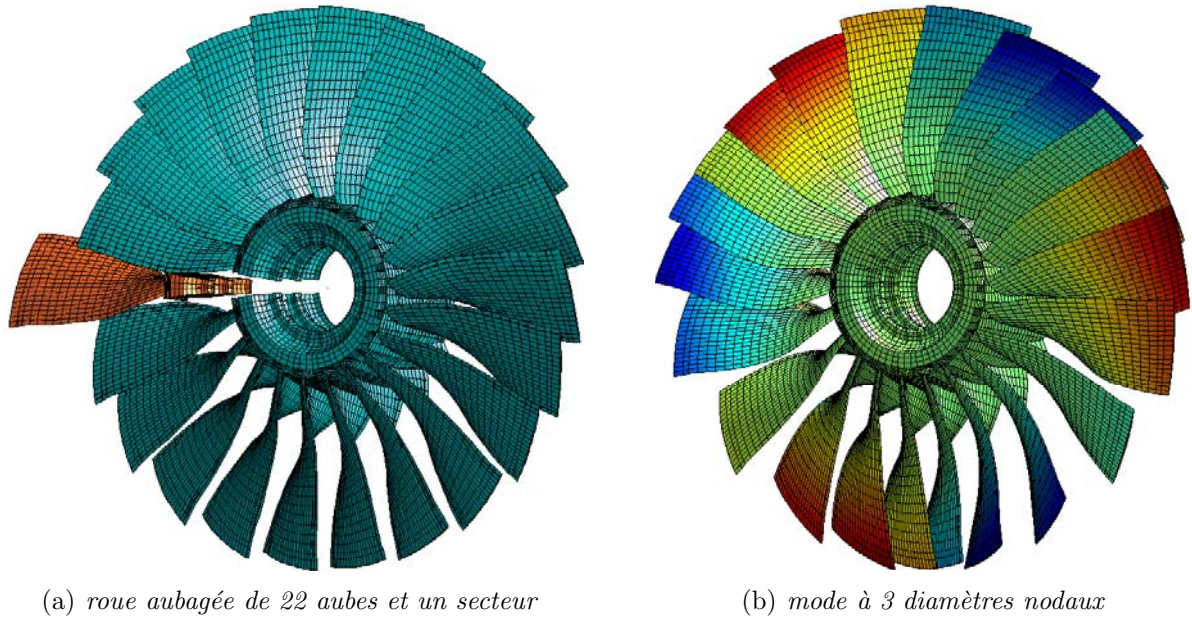 (a) roue aubagée de 22 aubes et un secteur
(b) mode à 3 diamètres nodaux